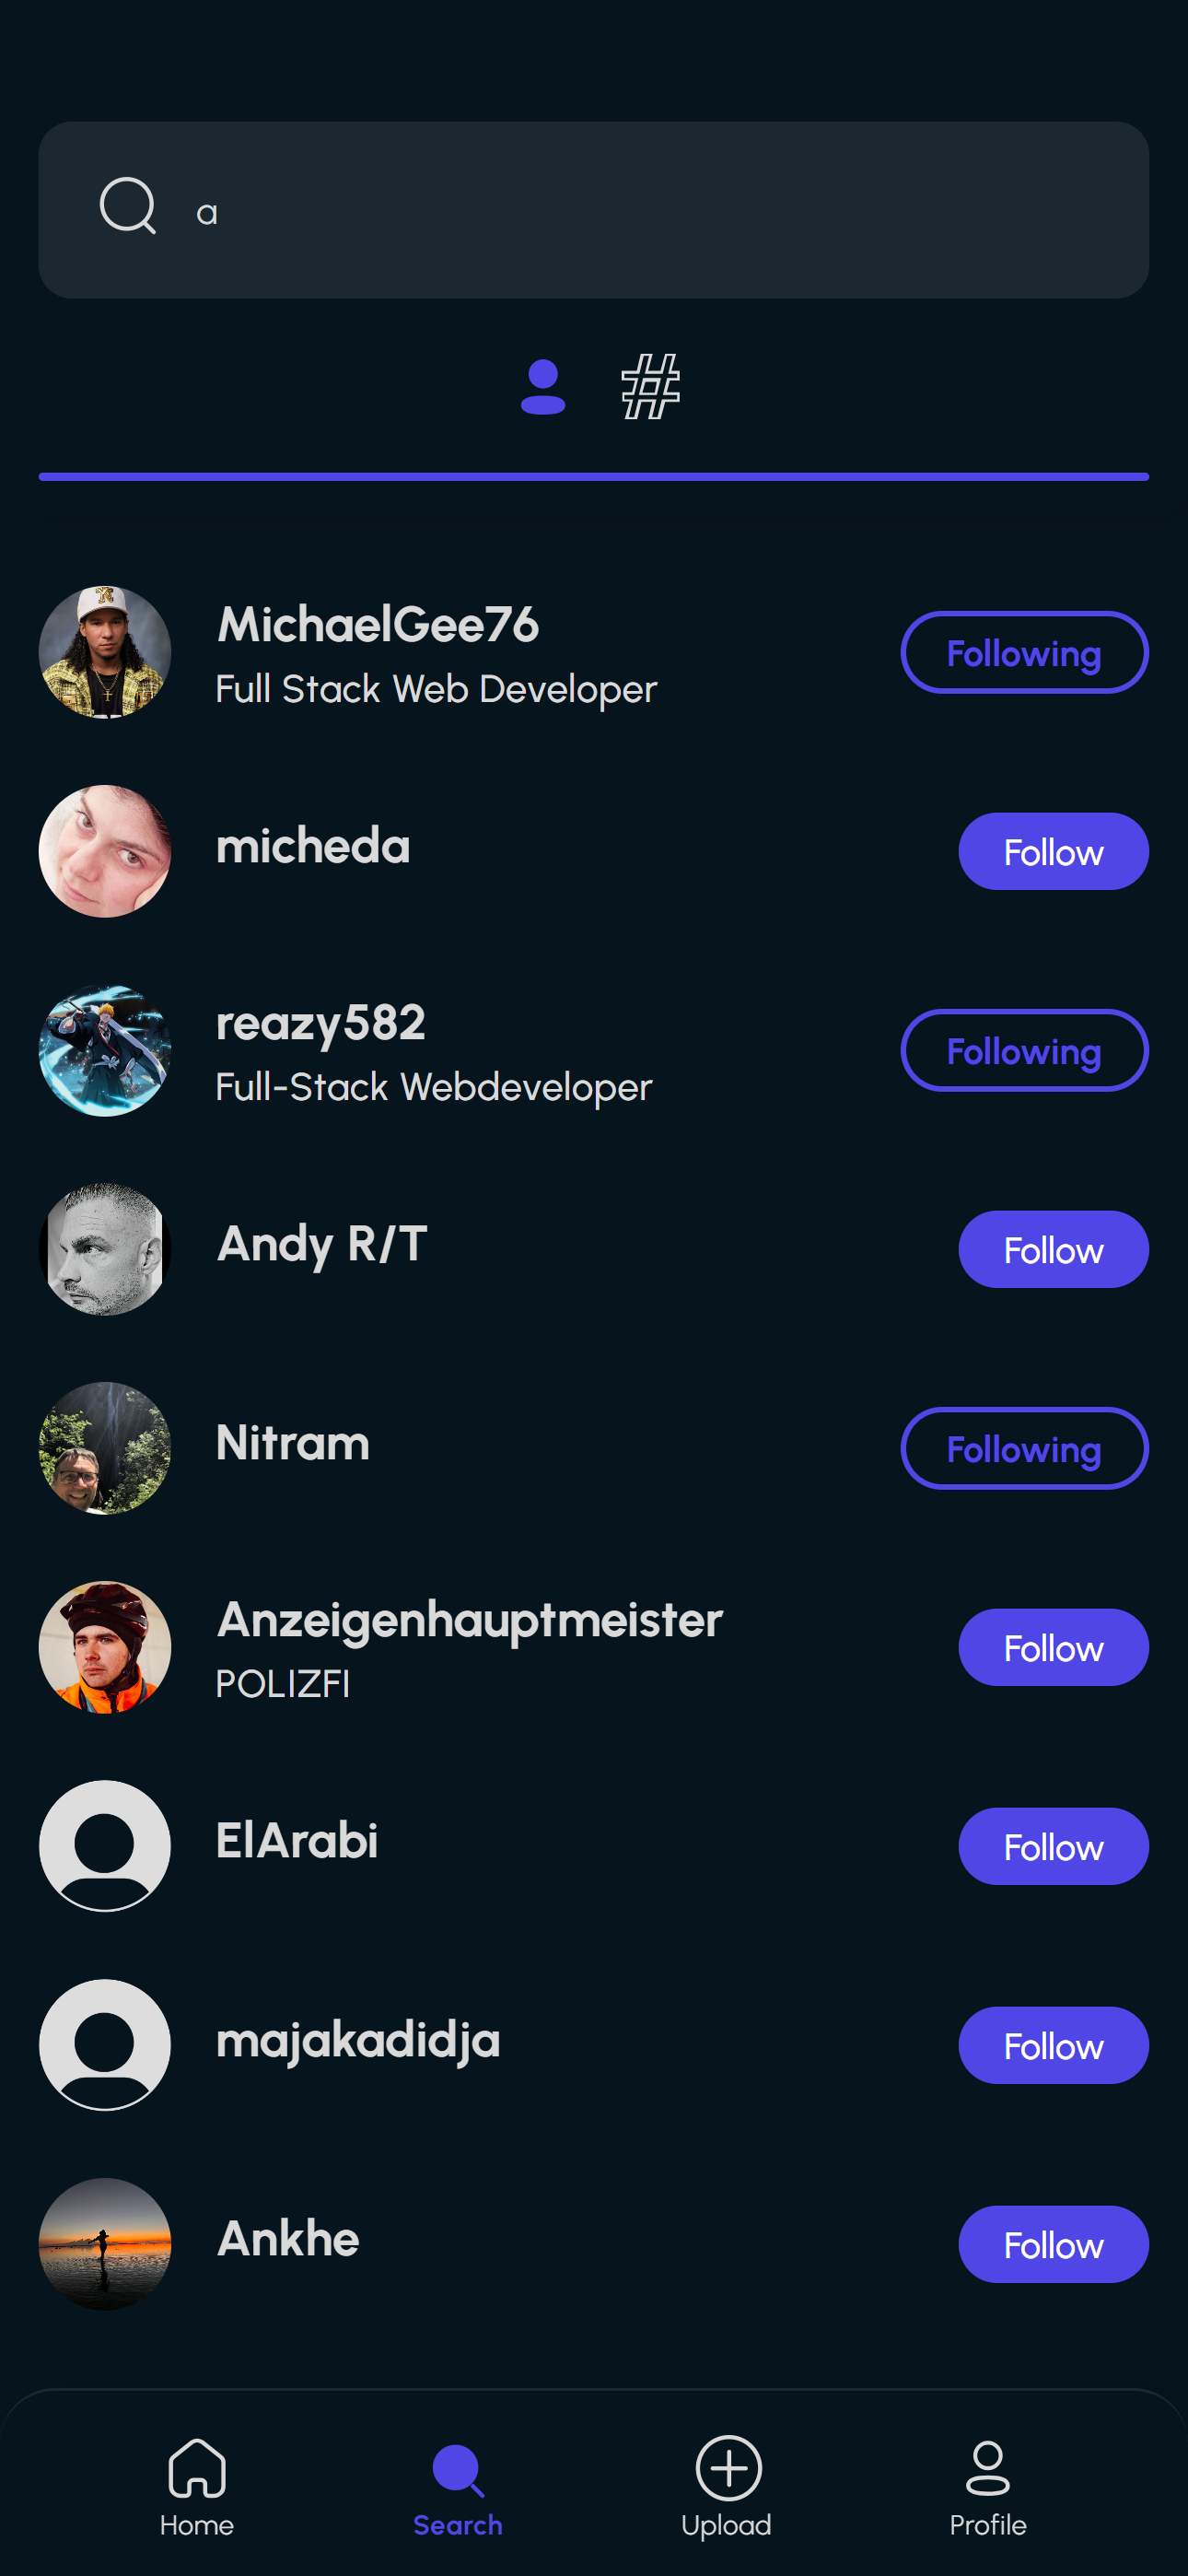 a
#
MichaelGee76
Full Stack Web Developer
Following
micheda
Follow
reazy582
Full-Stack Webdeveloper
Following
Andy R/T
Follow
Nitram
Following
Anzeigenhauptmeister
POLIZFI
Follow
ElArabi
Follow
majakadidja
Follow
Ankhe
Follow
Home
Search
Upload
Profile